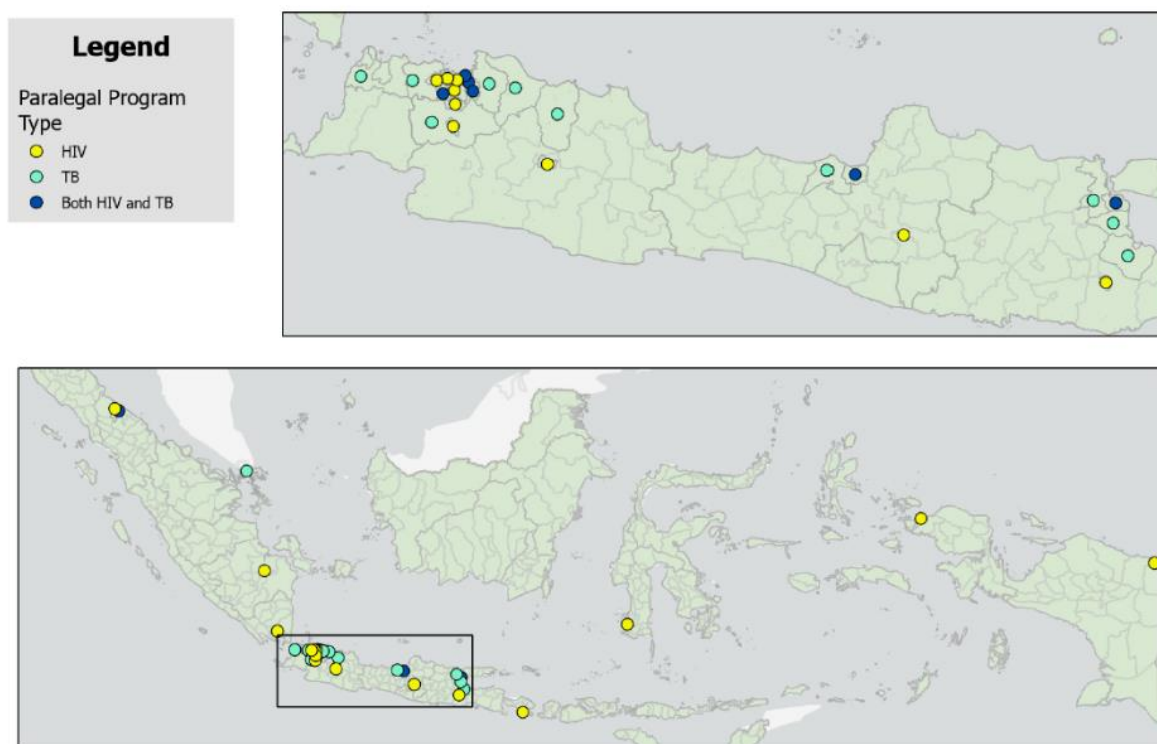 Legend
Paralegal Program
Type
HIV
TB
Both HIV and TB